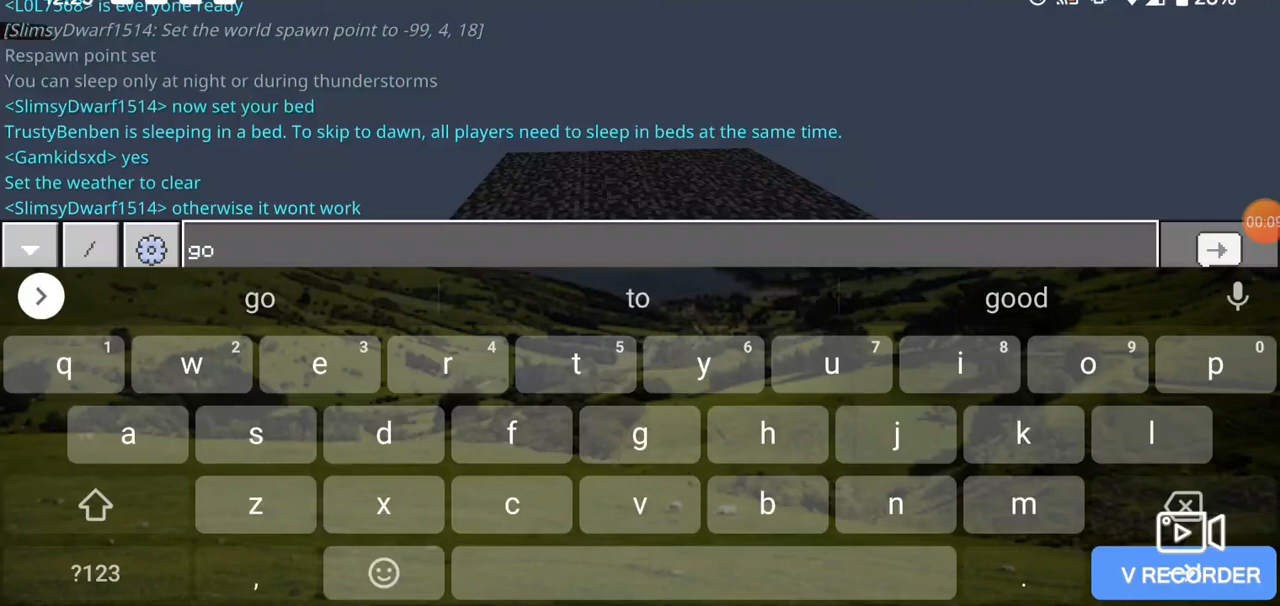 <L0L7568> is everyone ready
[SlimsyDwarf1514: Set the world spawn point to -99, 4, 18]
Respawn point set
You can sleep only at night or during thunderstorms
<SlimsyDwarf1514> now set your bed
TrustyBenben is sleeping in a bed. To skip to dawn, all players need to sleep in beds at the same time.
<Gamkidsxd> yes
Set the weather to clear
<SlimsyDwarf1514> otherwise it wont work
/ go
00:09
go to good
q 1 w 2 e 3 r 4 t 5 y 6 u 7 i 8 o 9 p 0
a s d f g h j k l
z x c v b n m
?123 , .
V RECORDER